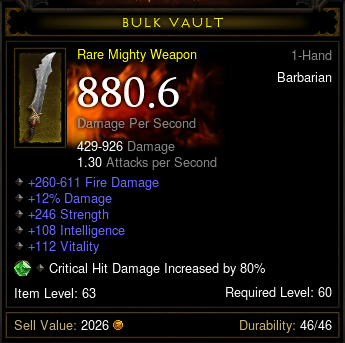 BULK VAULT
Rare Mighty Weapon
1-Hand
Barbarian
880.6
Damage Per Second
429-926 Damage
1.30 Attacks per Second
+260-611 Fire Damage
+12% Damage
+246 Strength
+108 Intelligence
+112 Vitality
Critical Hit Damage Increased by 80%
Item Level: 63
Required Level: 60
Sell Value: 2026
Durability: 46/46